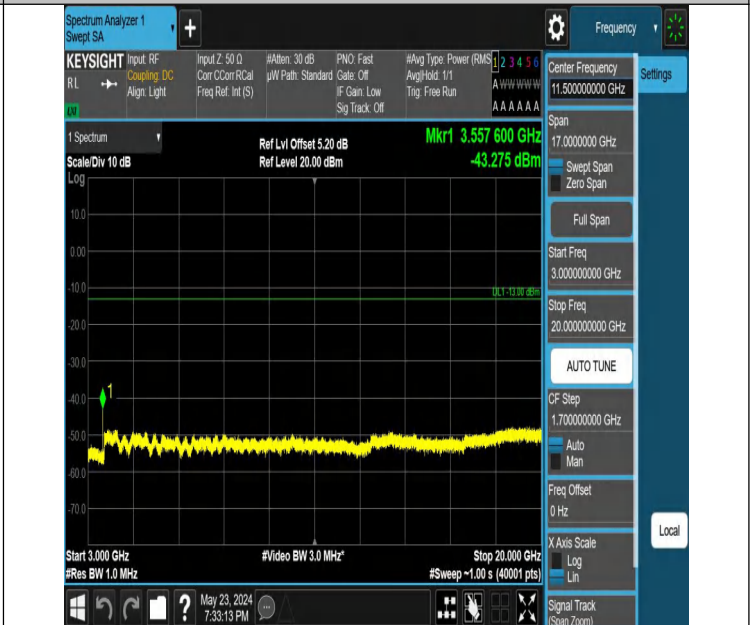 Spectrum Analyzer 1
Swept SA
+
Frequency
KEYSIGHT
RL
LXI
Input: RF
Coupling: DC
Align: Light
Input Z: 50 Ω
Corr CCorr RCal
Freq Ref: Int (S)
#Atten: 30 dB
µW Path: Standard
PNO: Fast
Gate: Off
IF Gain: Low
Sig Track: Off
#Avg Type: Power (RMS
Avg|Hold: 1/1
Trig: Free Run
1 2 3 4 5 6
A W W W W W
A A A A A A
1 Spectrum
Scale/Div 10 dB
Log
Ref Lvl Offset 5.20 dB
Ref Level 20.00 dBm
Mkr1 3.557 600 GHz
-43.275 dBm
10.0
0.00
-10.0
-20.0
-30.0
-40.0
-50.0
-60.0
-70.0
DL1 -13.00 dBm
1
Start 3.000 GHz
#Res BW 1.0 MHz
#Video BW 3.0 MHz*
Stop 20.000 GHz
#Sweep ~1.00 s (40001 pts)
May 23, 2024
7:33:13 PM
Center Frequency
11.500000000 GHz
Span
17.0000000 GHz
Swept Span
Zero Span
Full Span
Start Freq
3.000000000 GHz
Stop Freq
20.000000000 GHz
AUTO TUNE
CF Step
1.700000000 GHz
Auto
Man
Freq Offset
0 Hz
X Axis Scale
Log
Lin
Signal Track
(Span Zoom)
Settings
Local